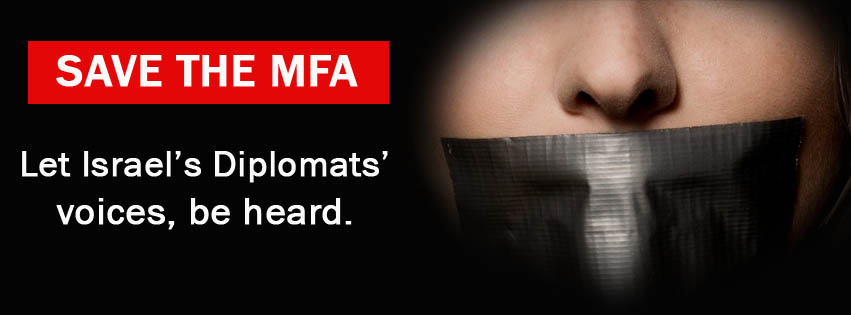 SAVE THE MFA
Let Israel’s Diplomats’
voices, be heard.